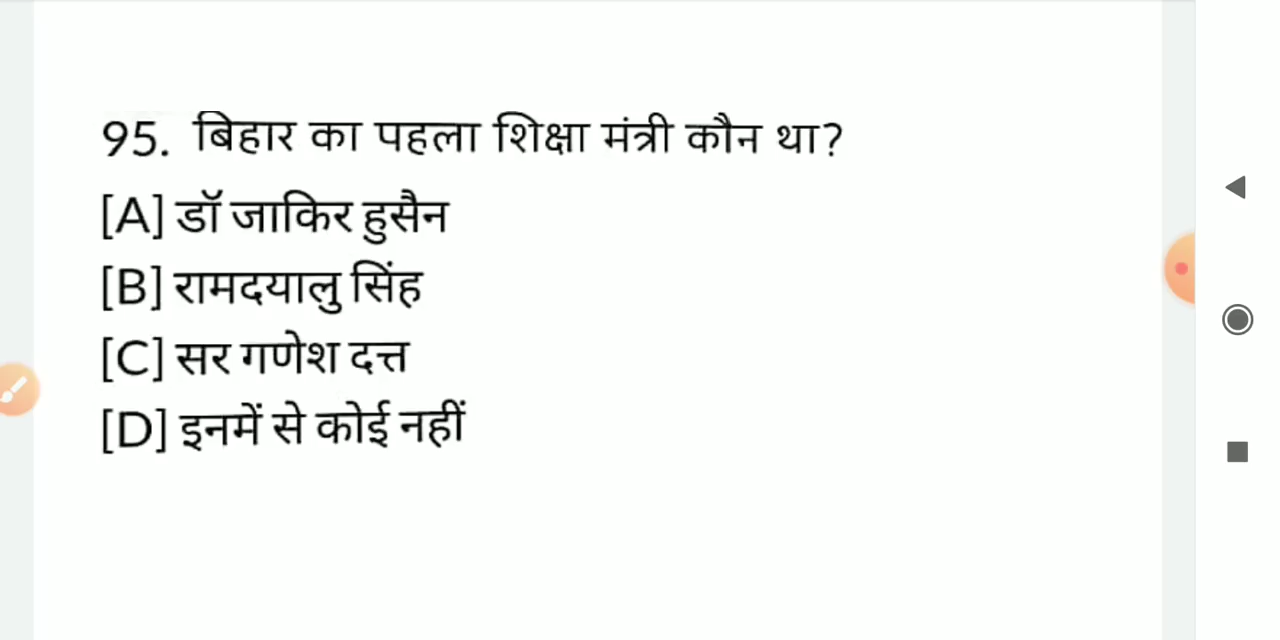 95. बिहार का पहला शिक्षा मंत्री कौन था?
[A] डॉ जाकिर हुसैन
[B] रामदयालु सिंह
[C] सर गणेश दत्त
[D] इनमें से कोई नहीं